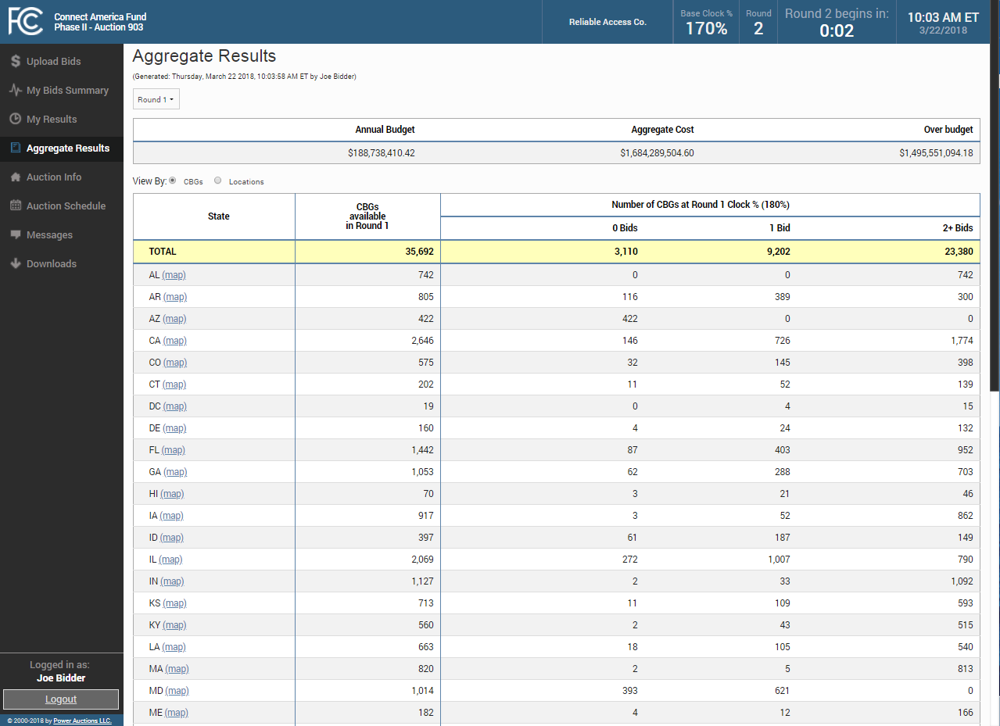 FCC
Connect America Fund
Phase II - Auction 903
Reliable Access Co.
Base Clock %
170%
Round
2
Round 2 begins in:
0:02
10:03 AM ET
3/22/2018
Upload Bids
My Bids Summary
My Results
Aggregate Results
Auction Info
Auction Schedule
Messages
Downloads
Logged in as:
Joe Bidder
Logout
© 2000-2018 by Power Auctions LLC.
Aggregate Results
(Generated: Thursday, March 22 2018, 10:03:58 AM ET by Joe Bidder)
Round 1
Annual Budget Aggregate Cost Over budget
$188,738,410.42 $1,684,289,504.60 $1,495,551,094.18
View By: CBGs Locations
State
CBGs
available
in Round 1
Number of CBGs at Round 1 Clock % (180%)
0 Bids 1 Bid 2+ Bids
TOTAL 35,692 3,110 9,202 23,380
AL (map) 742 0 0 742
AR (map) 805 116 389 300
AZ (map) 422 422 0 0
CA (map) 2,646 146 726 1,774
CO (map) 575 32 145 398
CT (map) 202 11 52 139
DC (map) 19 0 4 15
DE (map) 160 4 24 132
FL (map) 1,442 87 403 952
GA (map) 1,053 62 288 703
HI (map) 70 3 21 46
IA (map) 917 3 52 862
ID (map) 397 61 187 149
IL (map) 2,069 272 1,007 790
IN (map) 1,127 2 33 1,092
KS (map) 713 11 109 593
KY (map) 560 2 43 515
LA (map) 663 18 105 540
MA (map) 820 2 5 813
MD (map) 1,014 393 621 0
ME (map) 182 4 12 166